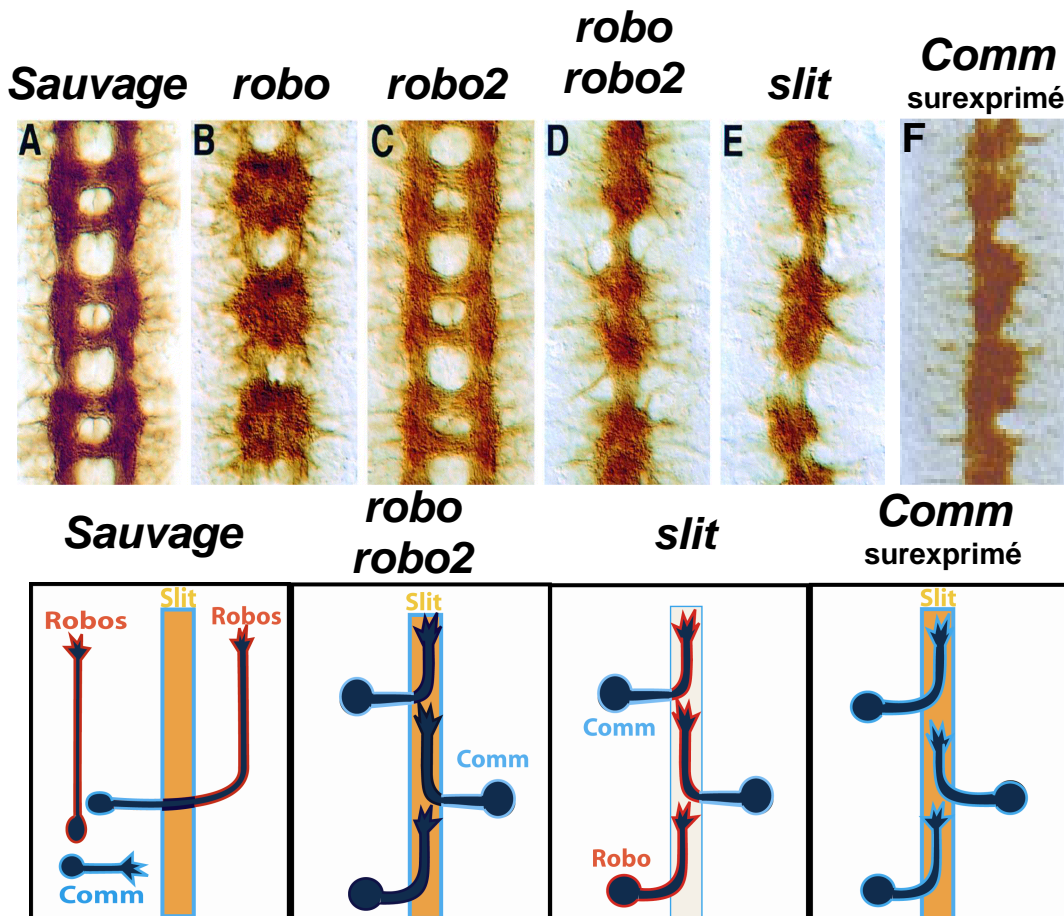 Sauvage
robo
robo2
robo
robo2
slit
Comm
surexprimé
A
B
C
D
E
F
Sauvage
robo
robo2
slit
Comm
surexprimé
Slit
Robos
Robos
Comm
Slit
Comm
Comm
Robo
Slit